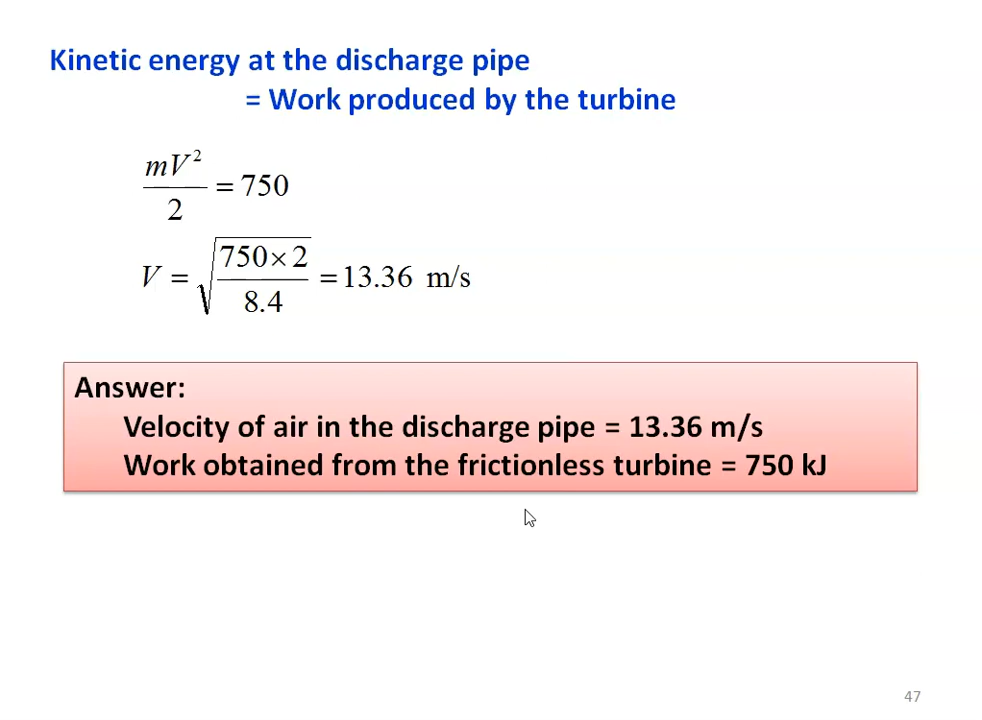 Kinetic energy at the discharge pipe
= Work produced by the turbine
mV²/2 = 750
V = √(750 × 2 / 8.4) = 13.36 m/s
Answer:
Velocity of air in the discharge pipe = 13.36 m/s
Work obtained from the frictionless turbine = 750 kJ
47